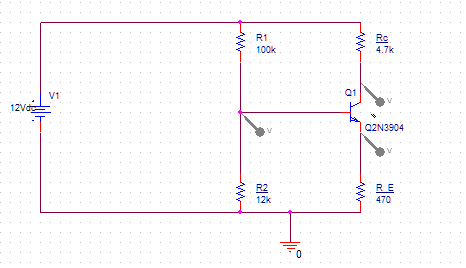 R1
100k
Rc
4.7k
V1
12Vdc
Q1
V
V
Q2N3904
V
R2
12k
R_E
470
0